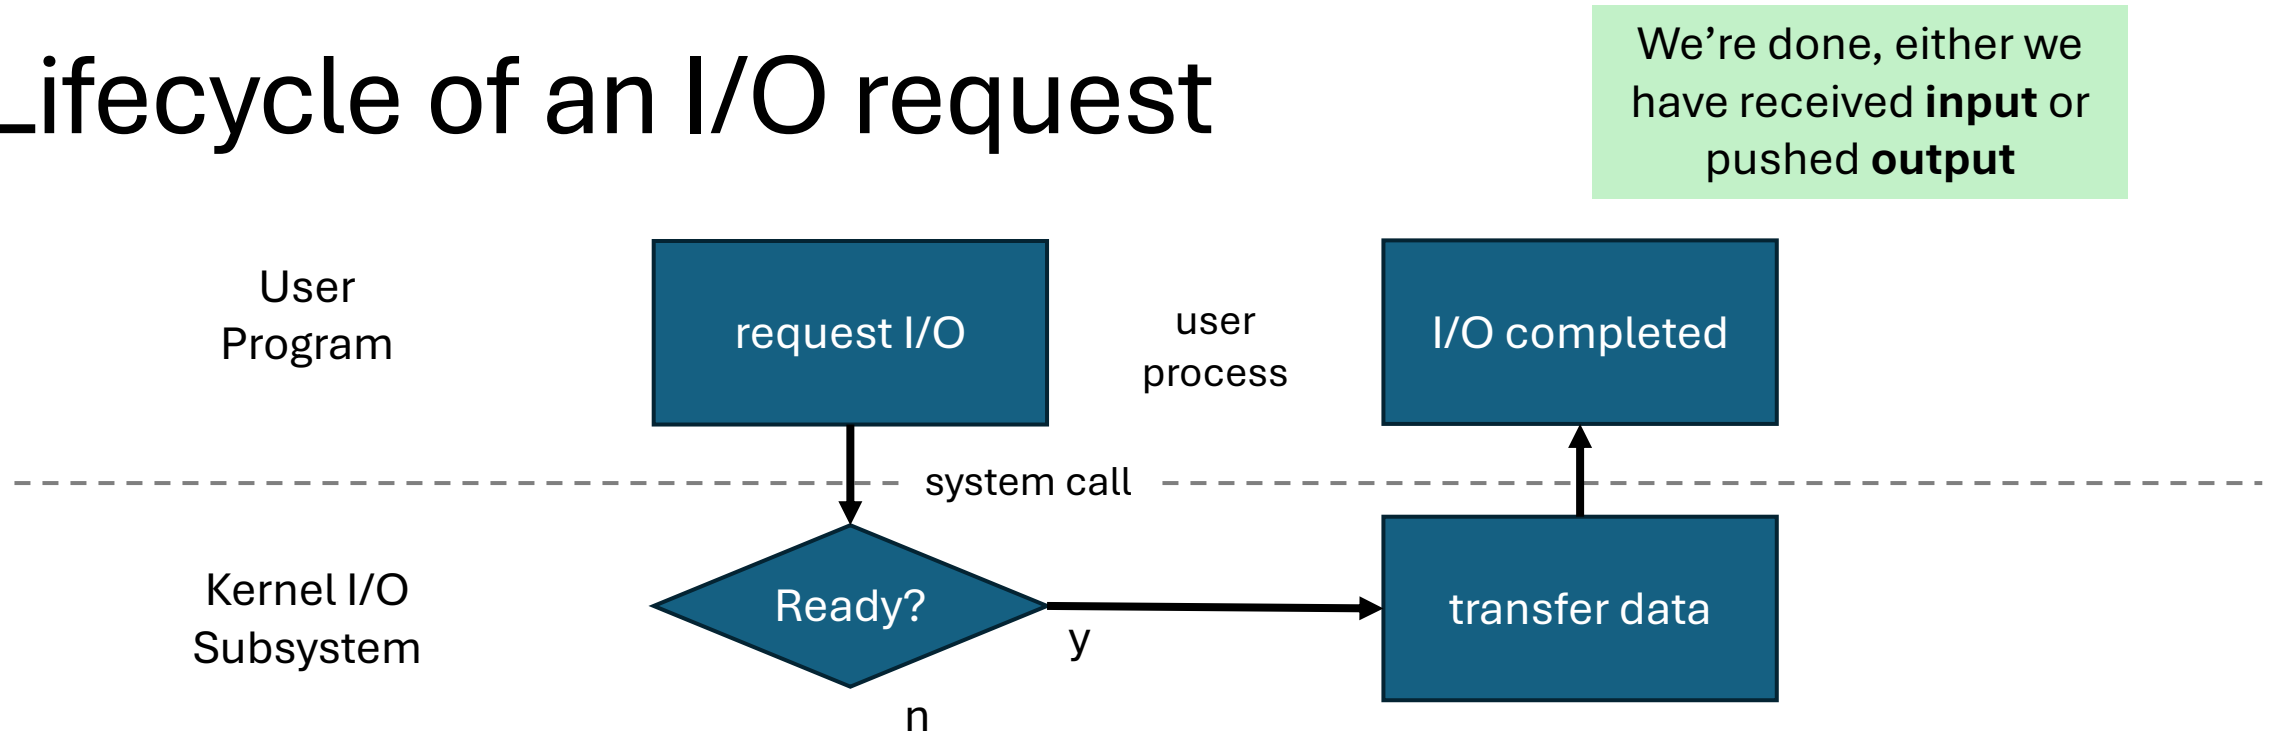 Lifecycle of an I/O request
We’re done, either we
have received input or
pushed output
User
Program
request I/O
user
process
I/O completed
system call
Kernel I/O
Subsystem
Ready?
y
transfer data
n